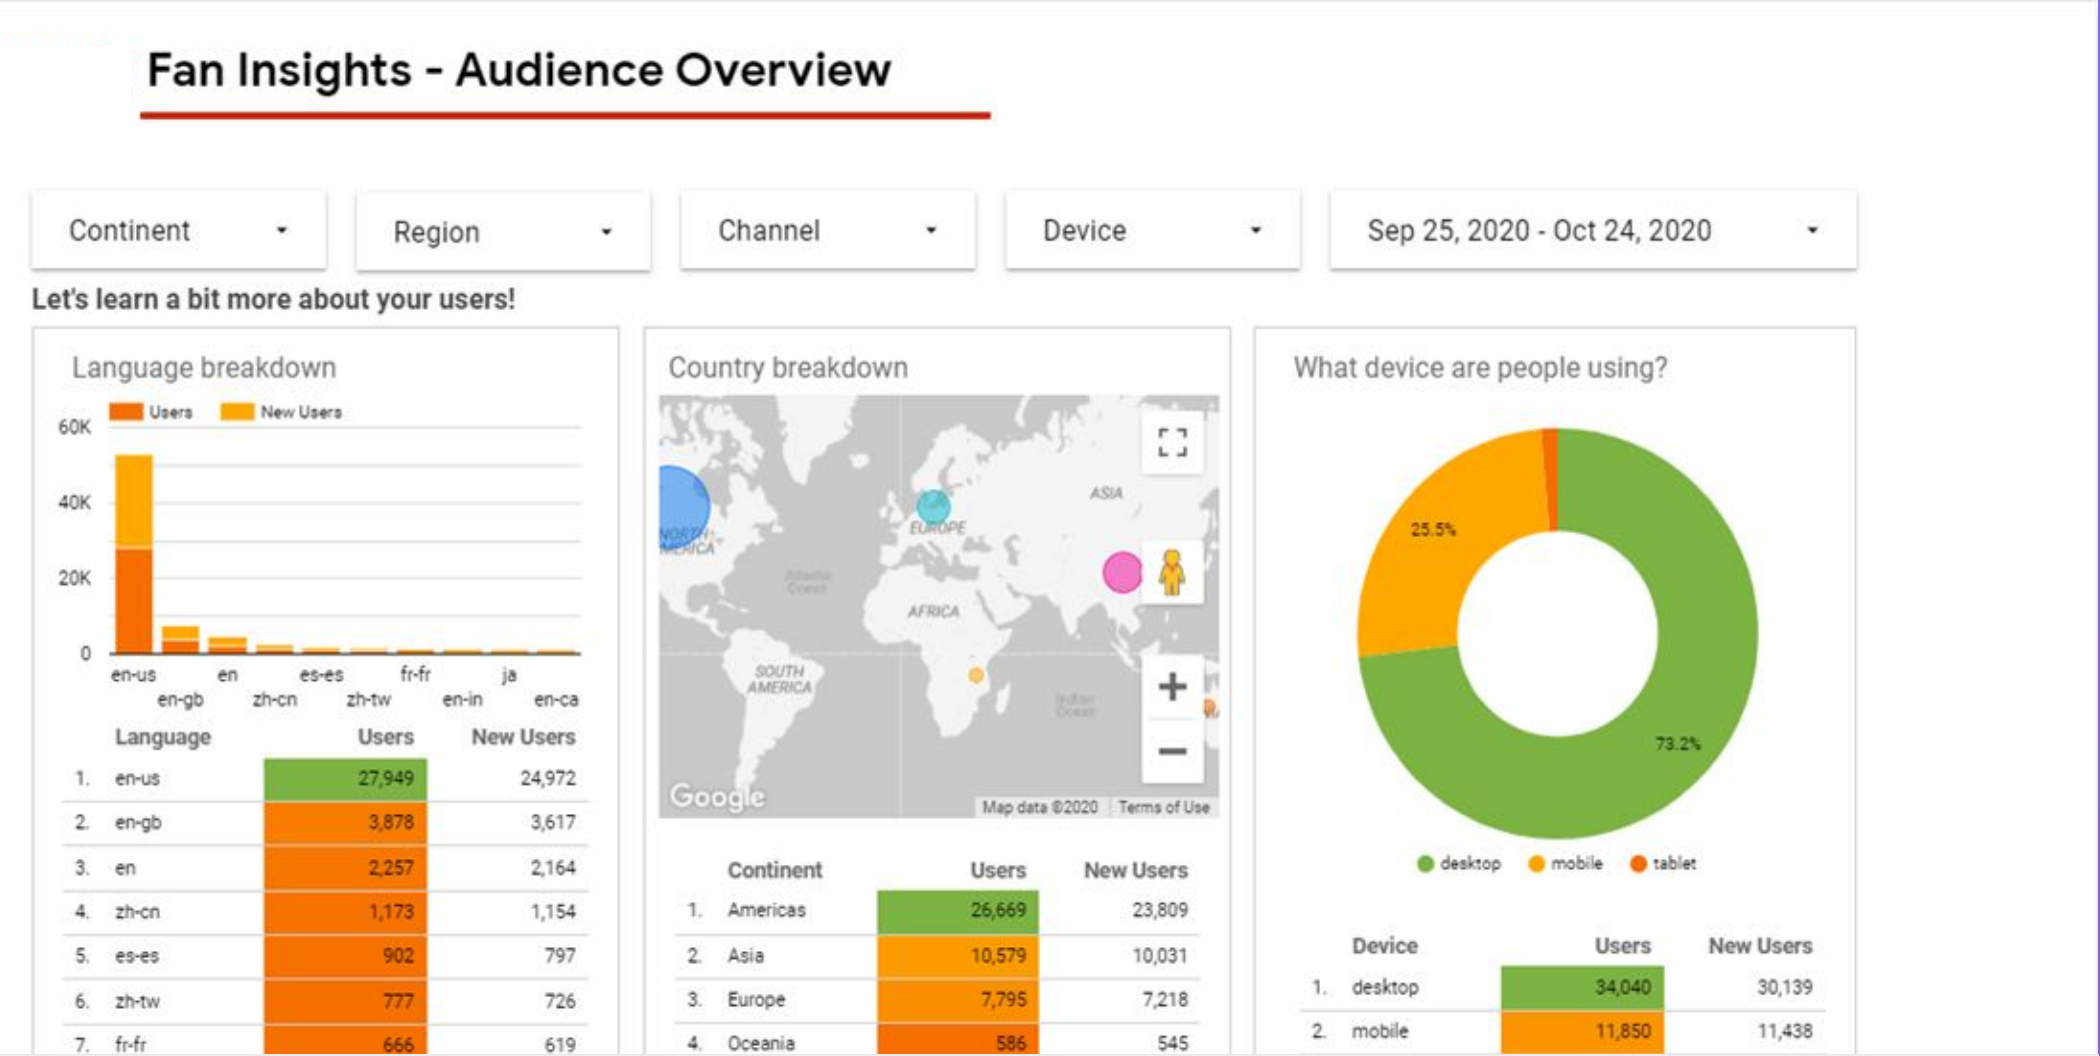 Fan Insights - Audience Overview
Continent
Region
Channel
Device
Sep 25, 2020 - Oct 24, 2020
Let's learn a bit more about your users!
Language breakdown
Users New Users
60K
40K
20K
0
en-us en es-es fr-fr ja
en-gb zh-cn zh-tw en-in en-ca
Language Users New Users
1. en-us 27,949 24,972
2. en-gb 3,878 3,617
3. en 2,257 2,164
4. zh-cn 1,173 1,154
5. es-es 902 797
6. zh-tw 777 726
7. fr-fr 666 619
Country breakdown
ASIA
EUROPE
NORTH
AMERICA
Atlantic
Ocean
AFRICA
SOUTH
AMERICA
Indian
Ocean
Google
Map data ©2020 Terms of Use
Continent Users New Users
1. Americas 26,669 23,809
2. Asia 10,579 10,031
3. Europe 7,795 7,218
4. Oceania 586 545
What device are people using?
25.5%
73.2%
desktop mobile tablet
Device Users New Users
1. desktop 34,040 30,139
2. mobile 11,850 11,438